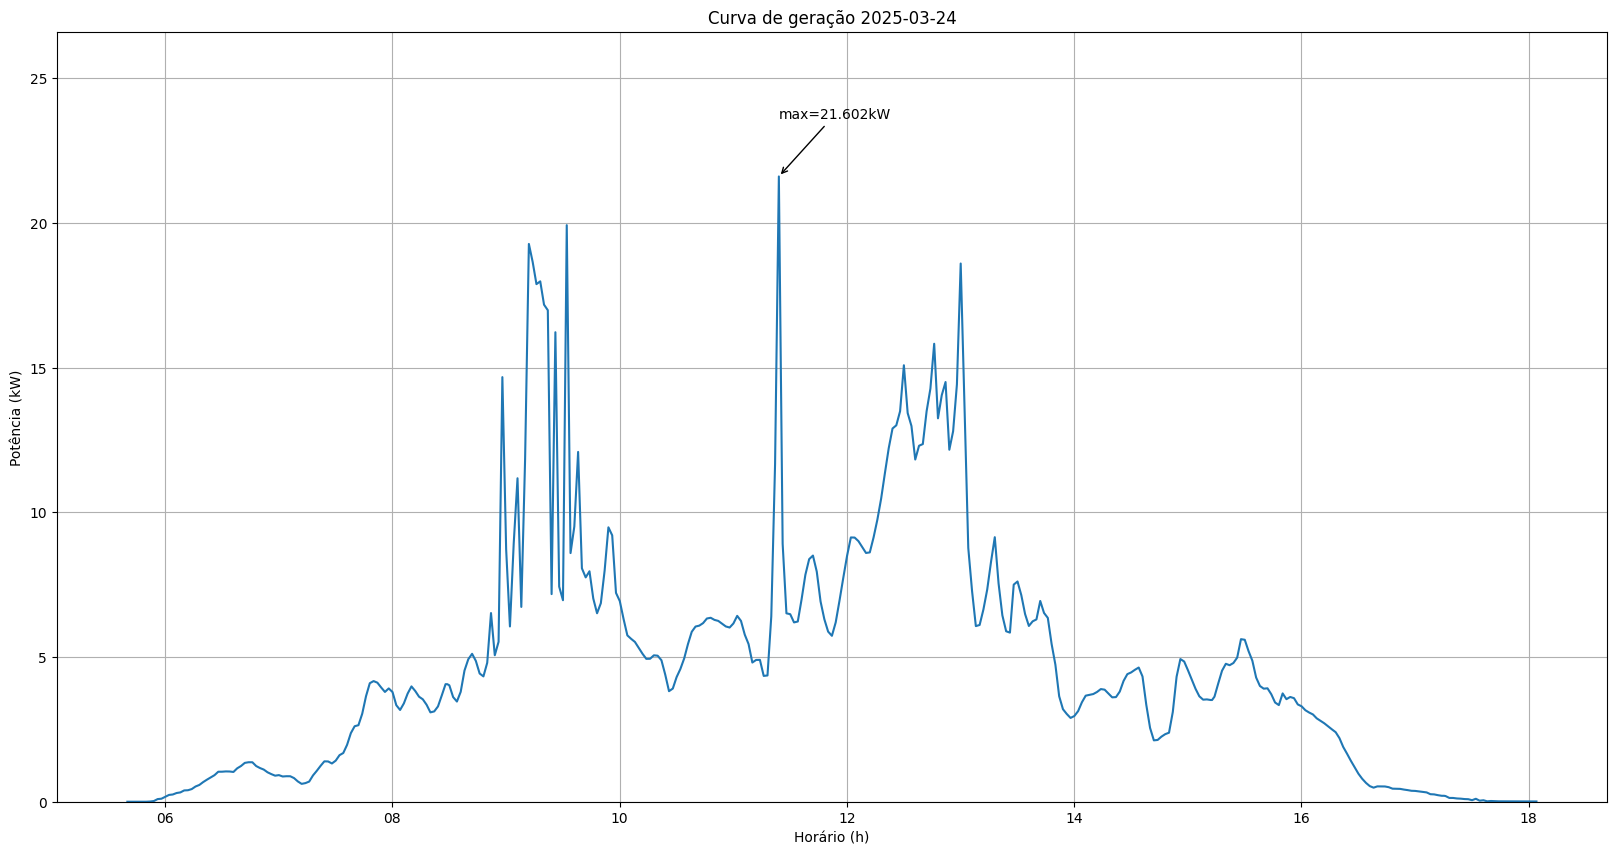 Curva de geração 2025-03-24
25
max=21.602kW
20
15
Potência (kW)
10
5
0
06 08 10 12 14 16 18
Horário (h)